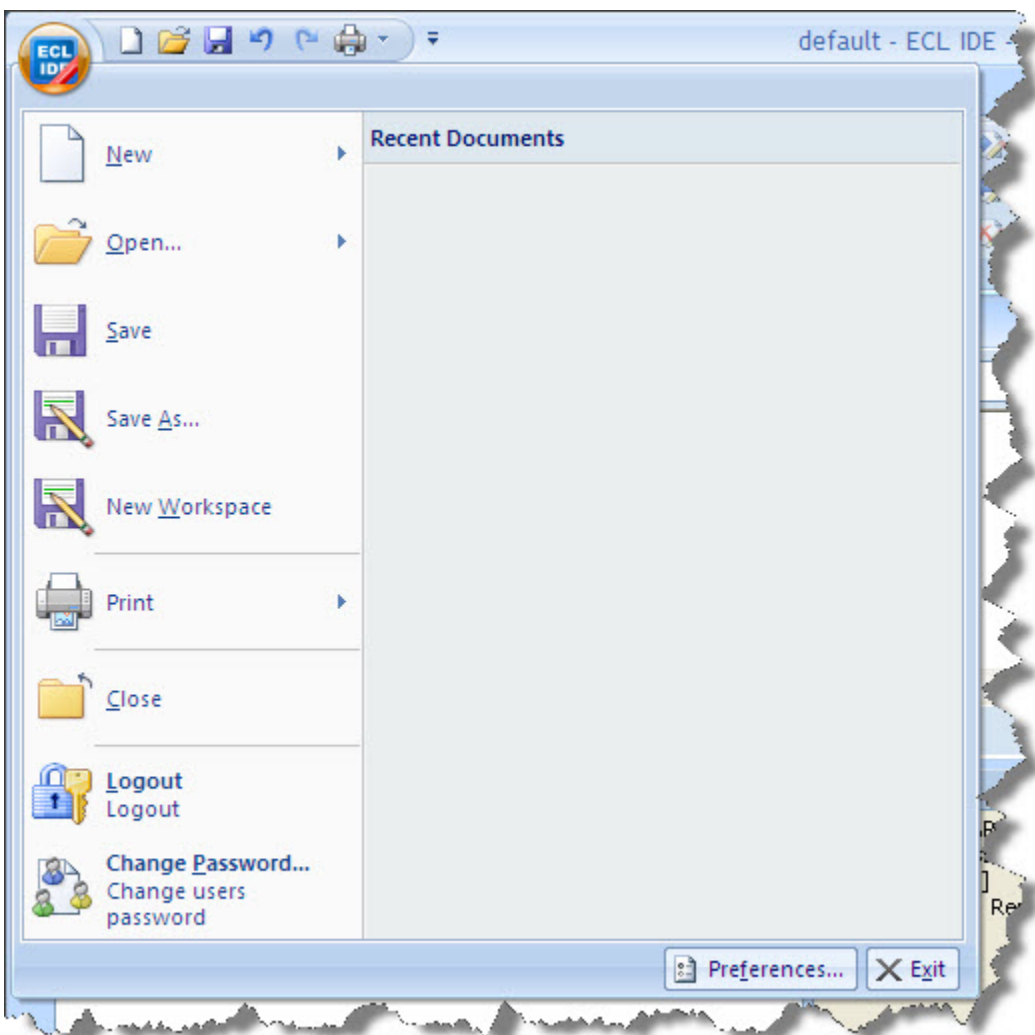 ECL
IDE
default - ECL IDE -
New
Recent Documents
Open...
Save
Save As...
New Workspace
Print
Close
Logout
Logout
Change Password...
Change users
password
Preferences...
Exit